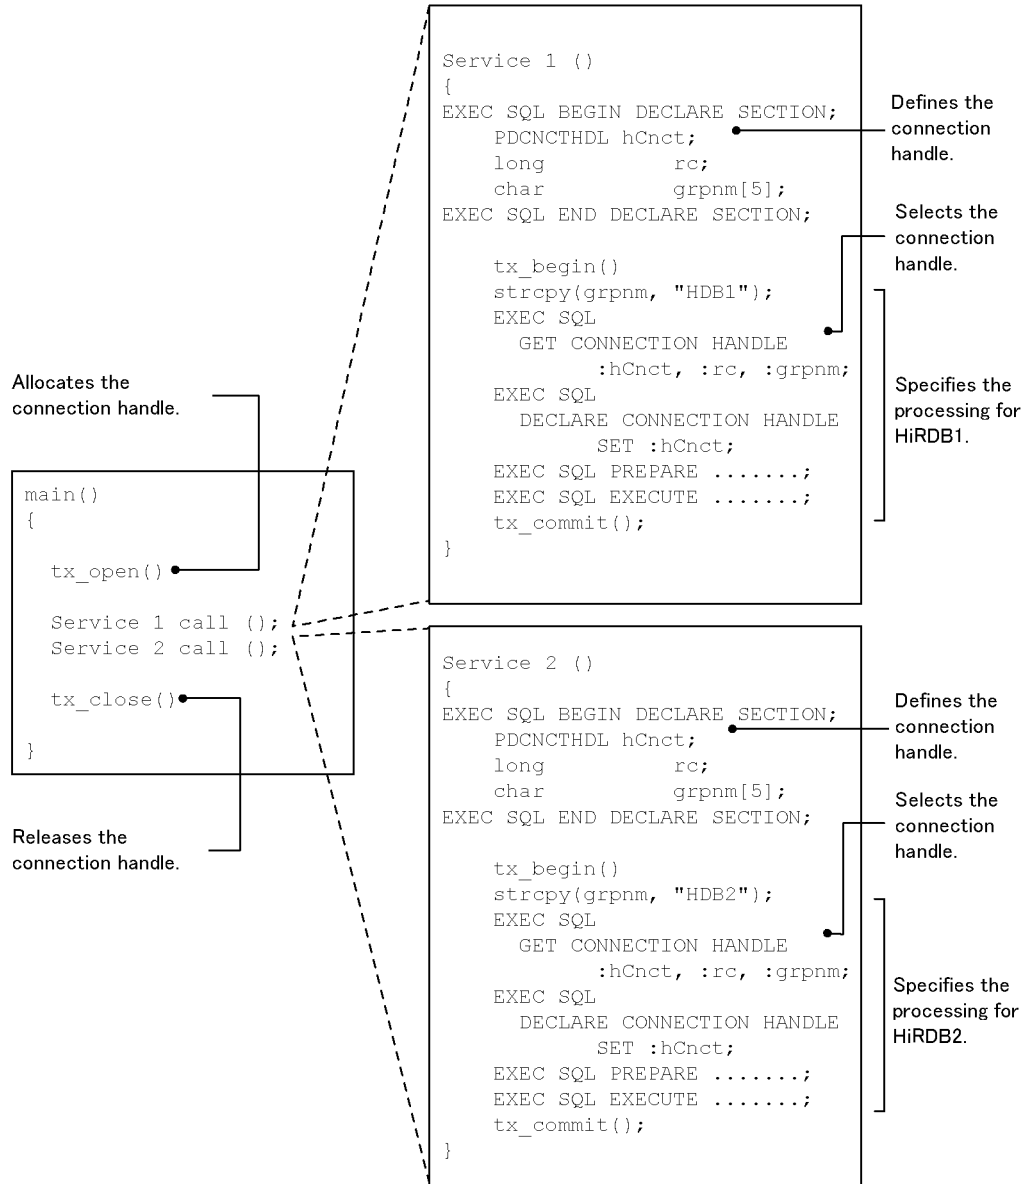 Allocates the
connection handle.
main()
{
tx_open()
Service 1 call ();
Service 2 call ();
tx_close()
}
Releases the
connection handle.
Service 1 ()
{
EXEC SQL BEGIN DECLARE SECTION;
PDCNCTHDL hCnct;
long rc;
char grpnm[5];
EXEC SQL END DECLARE SECTION;
tx_begin()
strcpy(grpnm, "HDB1");
EXEC SQL
GET CONNECTION HANDLE
:hCnct, :rc, :grpnm;
EXEC SQL
DECLARE CONNECTION HANDLE
SET :hCnct;
EXEC SQL PREPARE .......;
EXEC SQL EXECUTE .......;
tx_commit();
}
Defines the
connection
handle.
Selects the
connection
handle.
Specifies the
processing for
HiRDB1.
Service 2 ()
{
EXEC SQL BEGIN DECLARE SECTION;
PDCNCTHDL hCnct;
long rc;
char grpnm[5];
EXEC SQL END DECLARE SECTION;
tx_begin()
strcpy(grpnm, "HDB2");
EXEC SQL
GET CONNECTION HANDLE
:hCnct, :rc, :grpnm;
EXEC SQL
DECLARE CONNECTION HANDLE
SET :hCnct;
EXEC SQL PREPARE .......;
EXEC SQL EXECUTE .......;
tx_commit();
}
Defines the
connection
handle.
Selects the
connection
handle.
Specifies the
processing for
HiRDB2.